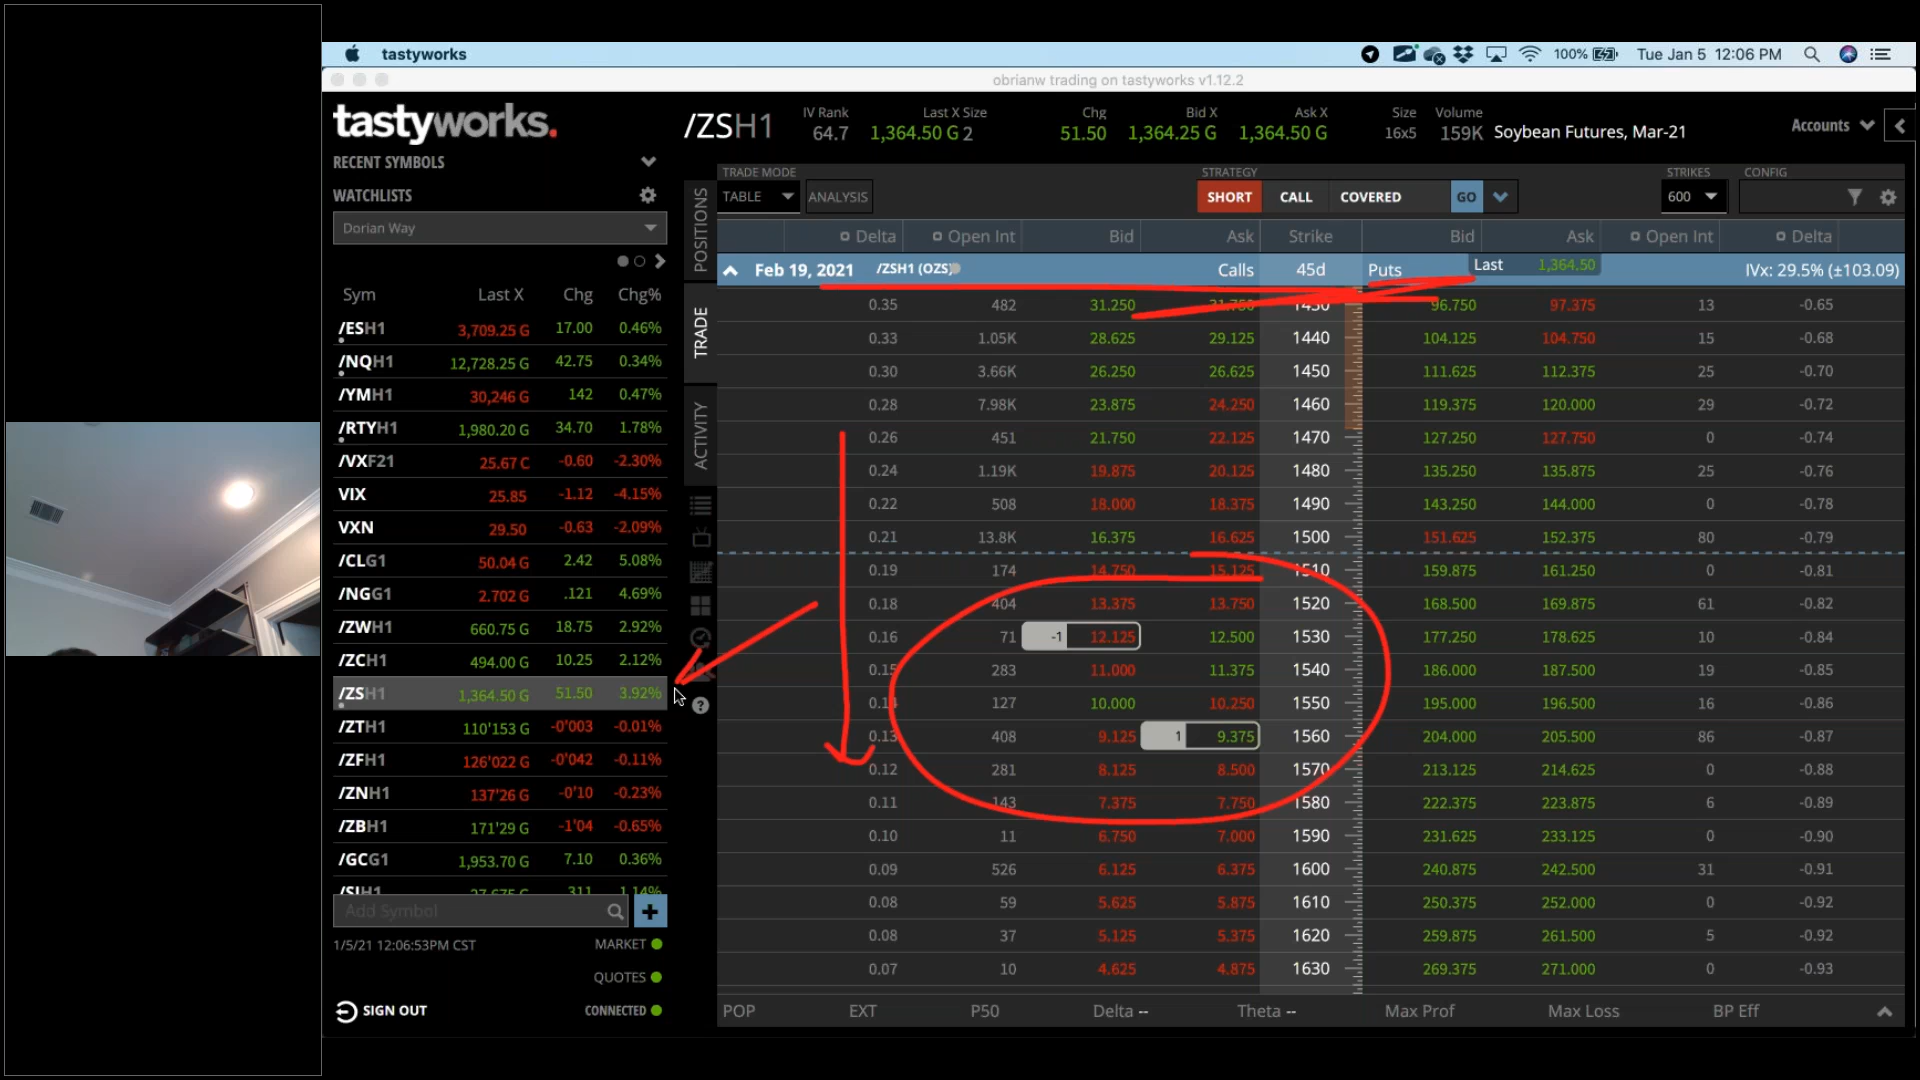 tastyworks
100%
Tue Jan 5 12:06 PM
obrianw trading on tastyworks v1.12.2
tastyworks.
/ZSH1
IV Rank Last X Size Chg Bid X Ask X Size Volume
64.7 1,364.50 G 2 51.50 1,364.25 G 1,364.50 G 16x5 159K Soybean Futures, Mar-21
Accounts
RECENT SYMBOLS
WATCHLISTS
Dorian Way
Sym Last X Chg Chg%
/ESH1 3,709.25 G 17.00 0.46%
/NQH1 12,728.25 G 42.75 0.34%
/YMH1 30,246 G 142 0.47%
/RTYH1 1,980.20 G 34.70 1.78%
/VXF21 25.67 C -0.60 -2.30%
VIX 25.85 -1.12 -4.15%
VXN 29.50 -0.63 -2.09%
/CLG1 50.04 G 2.42 5.08%
/NGG1 2.702 G .121 4.69%
/ZWH1 660.75 G 18.75 2.92%
/ZCH1 494.00 G 10.25 2.12%
/ZSH1 1,364.50 G 51.50 3.92%
/ZTH1 110'153 G -0'003 -0.01%
/ZFH1 126'022 G -0'042 -0.11%
/ZNH1 137'26 G -0'10 -0.23%
/ZBH1 171'29 G -1'04 -0.65%
/GCG1 1,953.70 G 7.10 0.36%
Add Symbol
1/5/21 12:06:53PM CST MARKET
QUOTES
SIGN OUT CONNECTED
POSITIONS
TRADE
ACTIVITY
TRADE MODE STRATEGY STRIKES CONFIG
TABLE ANALYSIS SHORT CALL COVERED GO 600
Delta Open Int Bid Ask Strike Bid Ask Open Int Delta
Feb 19, 2021 /ZSH1 (OZS) Calls 45d Puts Last 1,364.50 IVx: 29.5% (±103.09)
0.35 482 31.250 31.750 1430 96.750 97.375 13 -0.65
0.33 1.05K 28.625 29.125 1440 104.125 104.750 15 -0.68
0.30 3.66K 26.250 26.625 1450 111.625 112.375 25 -0.70
0.28 7.98K 23.875 24.250 1460 119.375 120.000 29 -0.72
0.26 451 21.750 22.125 1470 127.250 127.750 0 -0.74
0.24 1.19K 19.875 20.125 1480 135.250 135.875 25 -0.76
0.22 508 18.000 18.375 1490 143.250 144.000 0 -0.78
0.21 13.8K 16.375 16.625 1500 151.625 152.375 80 -0.79
0.19 174 14.750 15.125 1510 159.875 161.250 0 -0.81
0.18 404 13.375 13.750 1520 168.500 169.875 61 -0.82
0.16 71 -1 12.125 12.500 1530 177.250 178.625 10 -0.84
0.15 283 11.000 11.375 1540 186.000 187.500 19 -0.85
0.14 127 10.000 10.250 1550 195.000 196.500 16 -0.86
0.13 408 9.125 1 9.375 1560 204.000 205.500 86 -0.87
0.12 281 8.125 8.500 1570 213.125 214.625 0 -0.88
0.11 143 7.375 7.750 1580 222.375 223.875 6 -0.89
0.10 11 6.750 7.000 1590 231.625 233.125 0 -0.90
0.09 526 6.125 6.375 1600 240.875 242.500 31 -0.91
0.08 59 5.625 5.875 1610 250.375 252.000 0 -0.92
0.08 37 5.125 5.375 1620 259.875 261.500 5 -0.92
0.07 10 4.625 4.875 1630 269.375 271.000 0 -0.93
POP EXT P50 Delta -- Theta -- Max Prof Max Loss BP Eff